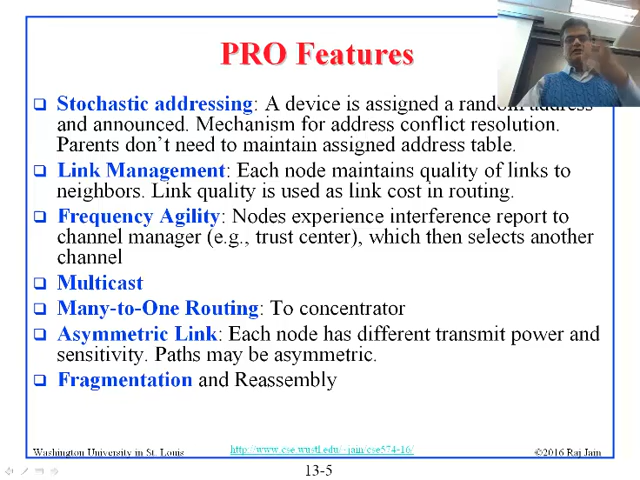 PRO Features
❑ Stochastic addressing: A device is assigned a random address
and announced. Mechanism for address conflict resolution.
Parents don't need to maintain assigned address table.
❑ Link Management: Each node maintains quality of links to
neighbors. Link quality is used as link cost in routing.
❑ Frequency Agility: Nodes experience interference report to
channel manager (e.g., trust center), which then selects another
channel
❑ Multicast
❑ Many-to-One Routing: To concentrator
❑ Asymmetric Link: Each node has different transmit power and
sensitivity. Paths may be asymmetric.
❑ Fragmentation and Reassembly
Washington University in St. Louis
http://www.cse.wustl.edu/~jain/cse574-16/
©2016 Raj Jain
13-5